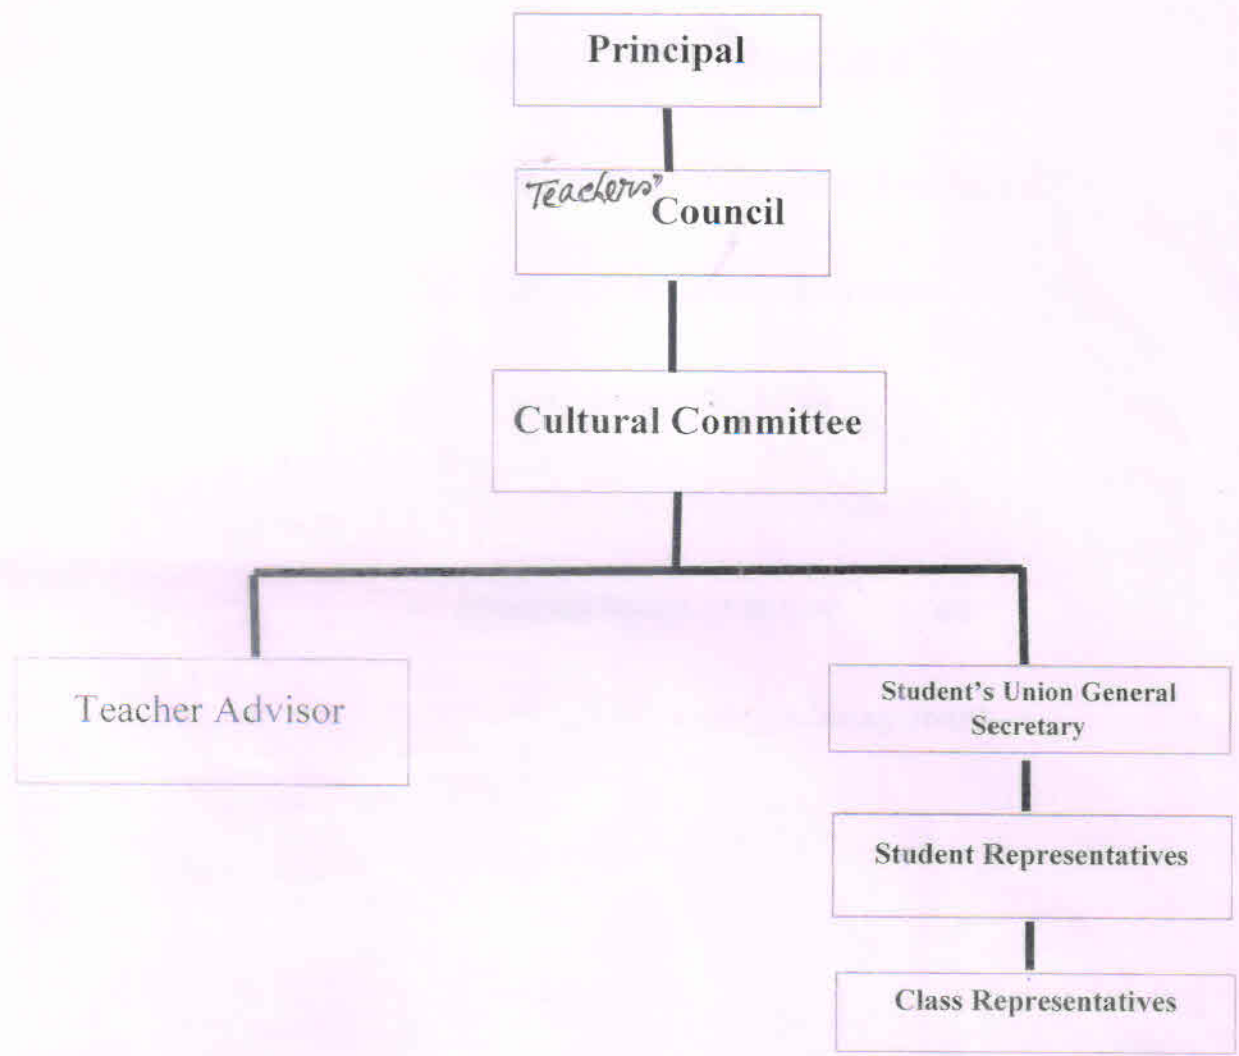 Principal
Teachers'
Council
Cultural Committee
Teacher Advisor
Student's Union General
Secretary
Student Representatives
Class Representatives